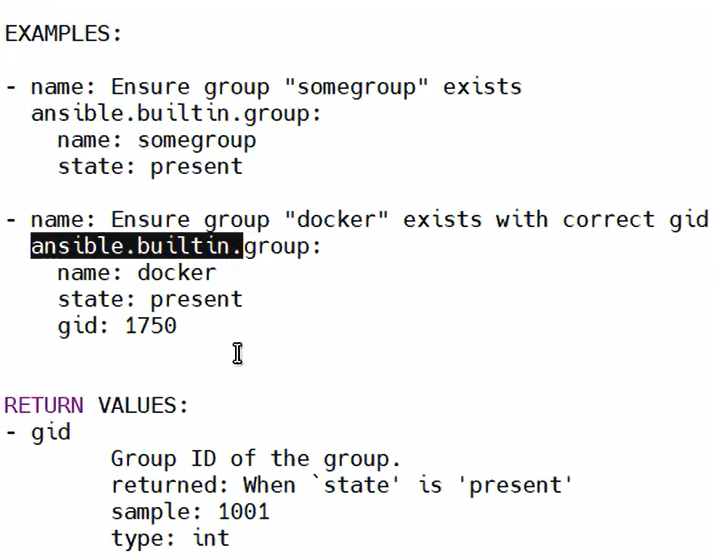 EXAMPLES:
- name: Ensure group "somegroup" exists
  ansible.builtin.group:
    name: somegroup
    state: present
- name: Ensure group "docker" exists with correct gid
  ansible.builtin.group:
    name: docker
    state: present
    gid: 1750
RETURN VALUES:
- gid
        Group ID of the group.
        returned: When `state' is 'present'
        sample: 1001
        type: int